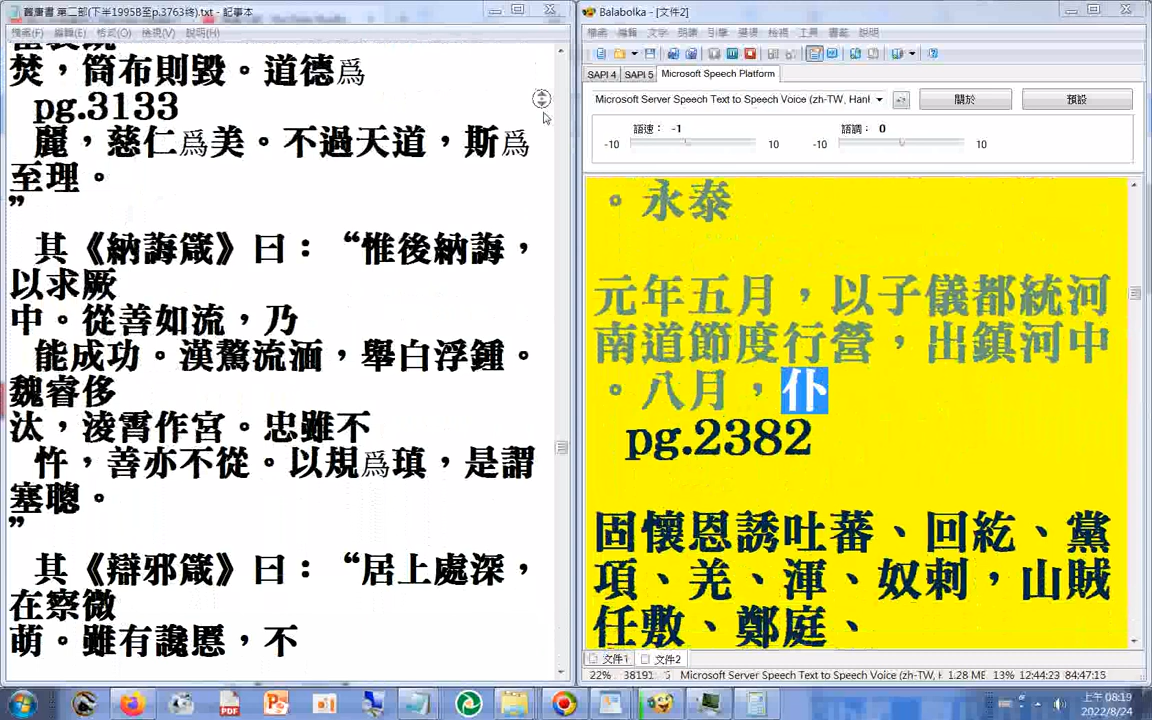 舊唐書 第二部(下半1995B至p.3763终).txt - 記事本
檔案(F) 編輯(E) 格式(O) 檢視(V) 說明(H)
焚，筒布則毀。道德爲
pg.3133
麗，慈仁爲美。不過天道，斯爲
至理。
”
其《納誨箴》曰：“惟後納誨，
以求厥
中。從善如流，乃
能成功。漢驁流湎，舉白浮鍾。
魏睿侈
汰，淩霄作宮。忠雖不
忤，善亦不從。以規爲瑱，是謂
塞聰。
”
其《辯邪箴》曰：“居上處深，
在察微
萌。雖有讒慝，不
Balabolka - [文件2]
檔案 編輯 文字 朗讀 引擎 選項 檢視 工具 書籤 說明
SAPI 4 SAPI 5 Microsoft Speech Platform
Microsoft Server Speech Text to Speech Voice (zh-TW, Hanl
關於
預設
語速： -1
語調： 0
-10 10 -10 10
。永泰
元年五月，以子儀都統河
南道節度行營，出鎮河中
。八月，仆
pg.2382
固懷恩誘吐蕃、回紇、黨
項、羌、渾、奴剌，山賊
任敷、鄭庭、
文件1 文件2
22% 38191 Microsoft Server Speech Text to Speech Voice (zh-TW, Ha 1.28 ME 13% 12:44:23 84:47:15
上午 08:19
2022/8/24